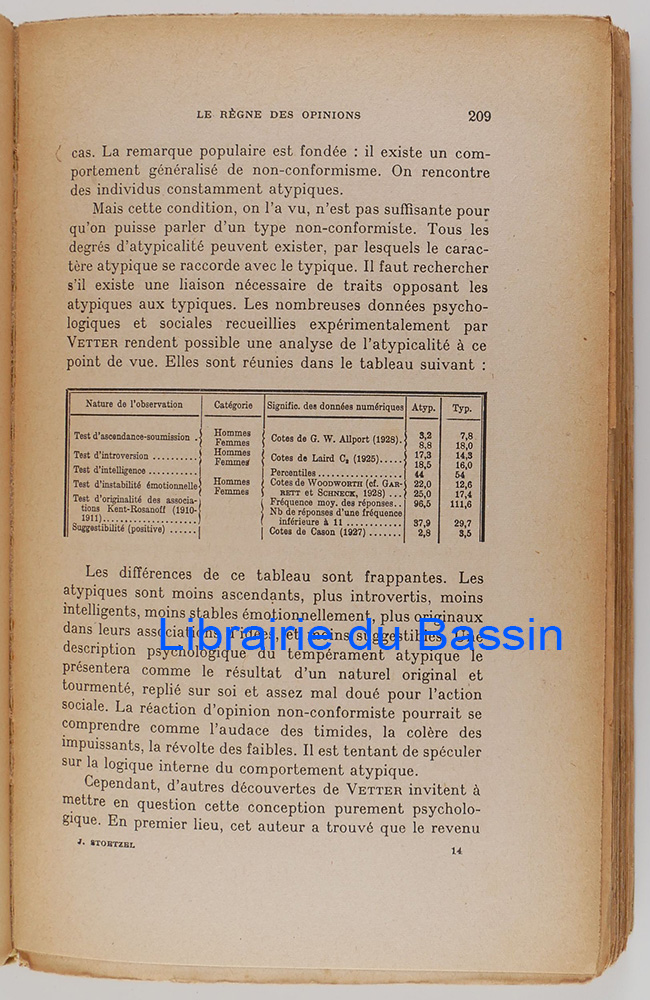 LE RÈGNE DES OPINIONS 209
cas. La remarque populaire est fondée : il existe un com-
portement généralisé de non-conformisme. On rencontre
des individus constamment atypiques.
Mais cette condition, on l'a vu, n'est pas suffisante pour
qu'on puisse parler d'un type non-conformiste. Tous les
degrés d'atypicalité peuvent exister, par lesquels le carac-
tère atypique se raccorde avec le typique. Il faut rechercher
s'il existe une liaison nécessaire de traits opposant les
atypiques aux typiques. Les nombreuses données psycho-
logiques et sociales recueillies expérimentalement par
VETTER rendent possible une analyse de l'atypicalité à ce
point de vue. Elles sont réunies dans le tableau suivant :
Nature de l'observation Catégorie Signific. des données numériques Atyp. Typ.
Test d'ascendance-soumission . Hommes Cotes de G. W. Allport (1928). 3,2 7,8
Femmes 8,8 18,0
Test d'introversion .......... Hommes Cotes de Laird C2 (1925)..... 17,3 14,3
Femmes 18,5 16,0
Test d'intelligence ........... Percentiles .................. 44 54
Test d'instabilité émotionnelle Hommes Cotes de WOODWORTH (cf. GAR- 22,0 12,6
Femmes RETT et SCHNECK, 1928) ... 25,0 17,4
Test d'originalité des associa- Fréquence moy. des réponses.. 96,5 111,6
tions Kent-Rosanoff (1910- Nb de réponses d'une fréquence
1911)..................... inférieure à 11 ............ 37,9 29,7
Suggestibilité (positive) ...... Cotes de Cason (1927) ....... 2,8 3,5
Les différences de ce tableau sont frappantes. Les
atypiques sont moins ascendants, plus introvertis, moins
intelligents, moins stables émotionnellement, plus originaux
dans leurs associations d'idées, et moins suggestibles. Une
Librairie du Bassin
description psychologique du tempérament atypique le
présentera comme le résultat d'un naturel original et
tourmenté, replié sur soi et assez mal doué pour l'action
sociale. La réaction d'opinion non-conformiste pourrait se
comprendre comme l'audace des timides, la colère des
impuissants, la révolte des faibles. Il est tentant de spéculer
sur la logique interne du comportement atypique.
Cependant, d'autres découvertes de VETTER invitent à
mettre en question cette conception purement psycholo-
gique. En premier lieu, cet auteur a trouvé que le revenu
J. STOETZEL 14